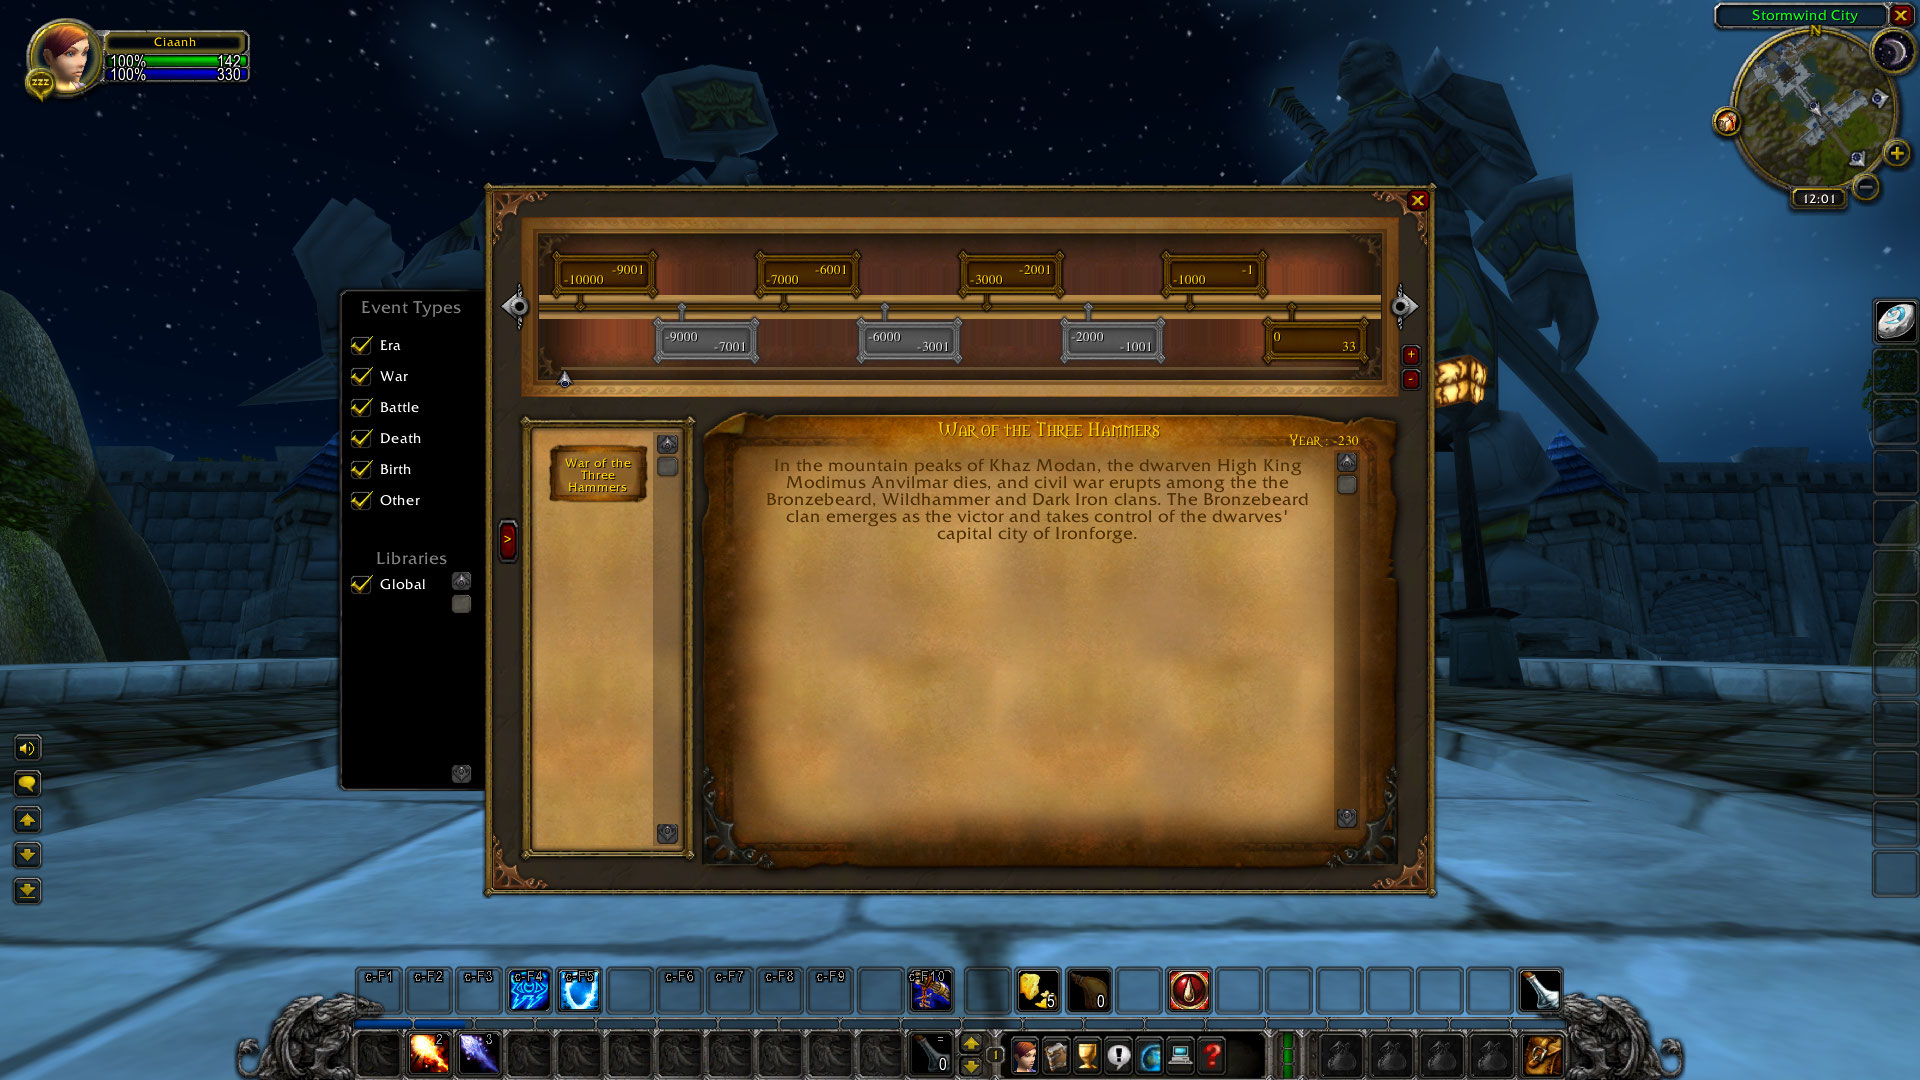 Ciaanh
100% 142
100% 330
zzz
Stormwind City
N
12:01
-9001
-10000
-6001
-7000
-2001
-3000
-1
-1000
-9000
-7001
-6000
-3001
-2000
-1001
0
33
+
-
Event Types
Era
War
Battle
Death
Birth
Other
Libraries
Global
>
War of the
Three
Hammers
War of the Three Hammers
Year : -230
In the mountain peaks of Khaz Modan, the dwarven High King
Modimus Anvilmar dies, and civil war erupts among the the
Bronzebeard, Wildhammer and Dark Iron clans. The Bronzebeard
clan emerges as the victor and takes control of the dwarves'
capital city of Ironforge.
c-F1 c-F2 c-F3 c-F4 c-F5 c-F6 c-F7 c-F8 c-F9 c-F10 5 0
2 3 = 0 1 ! ?